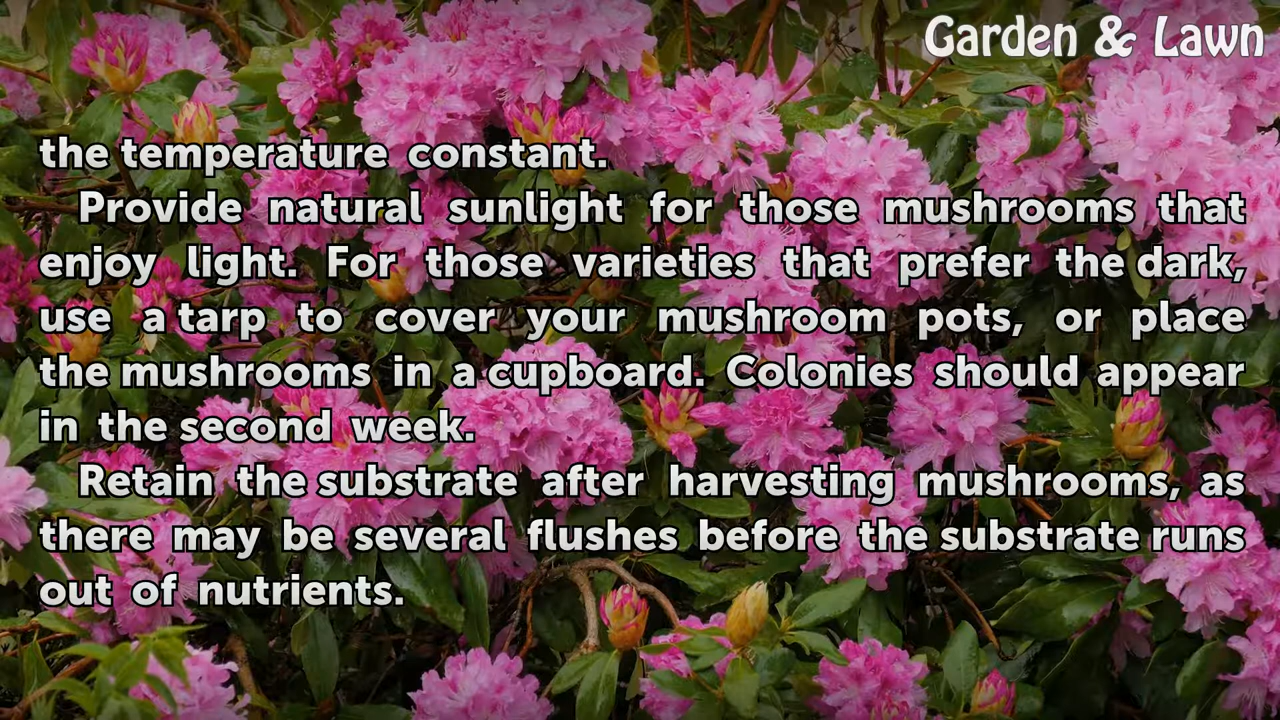 Garden & Lawn
the temperature constant.
Provide natural sunlight for those mushrooms that
enjoy light. For those varieties that prefer the dark,
use a tarp to cover your mushroom pots, or place
the mushrooms in a cupboard. Colonies should appear
in the second week.
Retain the substrate after harvesting mushrooms, as
there may be several flushes before the substrate runs
out of nutrients.